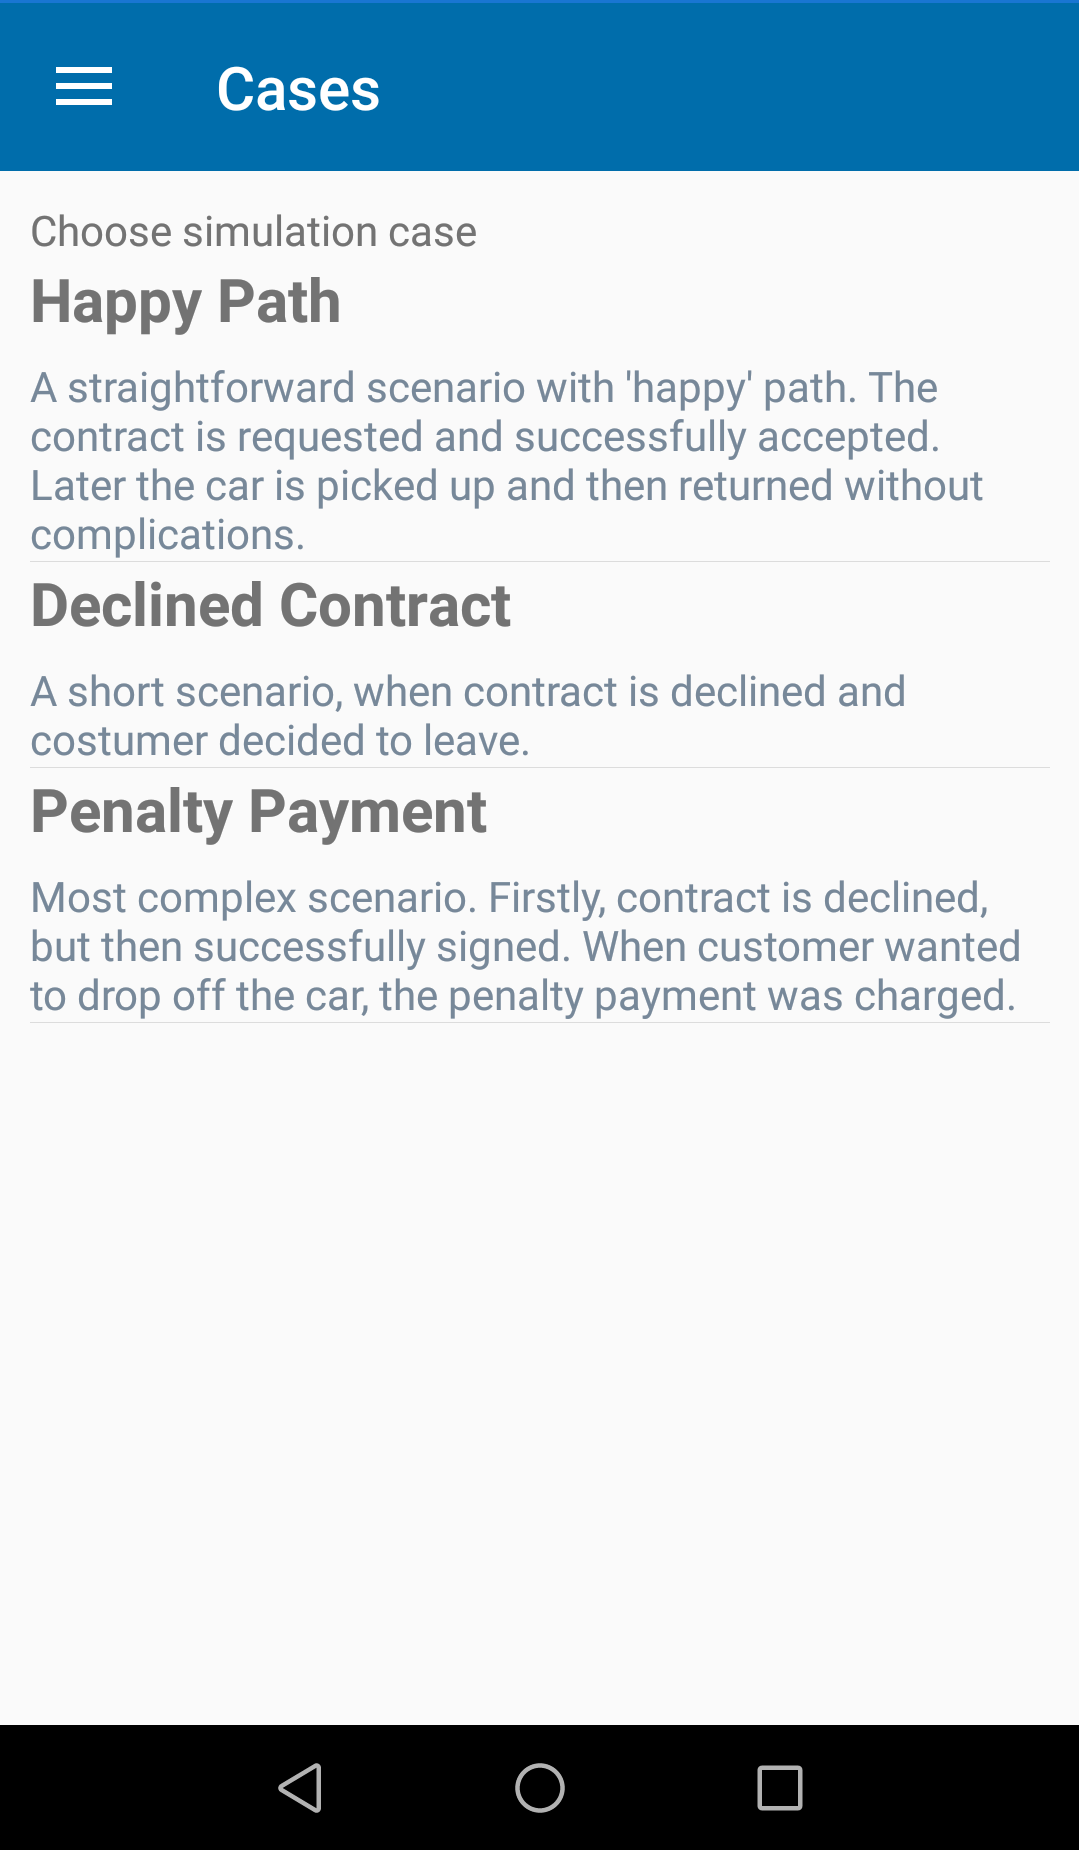 Cases
Choose simulation case
Happy Path
A straightforward scenario with 'happy' path. The
contract is requested and successfully accepted.
Later the car is picked up and then returned without
complications.
Declined Contract
A short scenario, when contract is declined and
costumer decided to leave.
Penalty Payment
Most complex scenario. Firstly, contract is declined,
but then successfully signed. When customer wanted
to drop off the car, the penalty payment was charged.